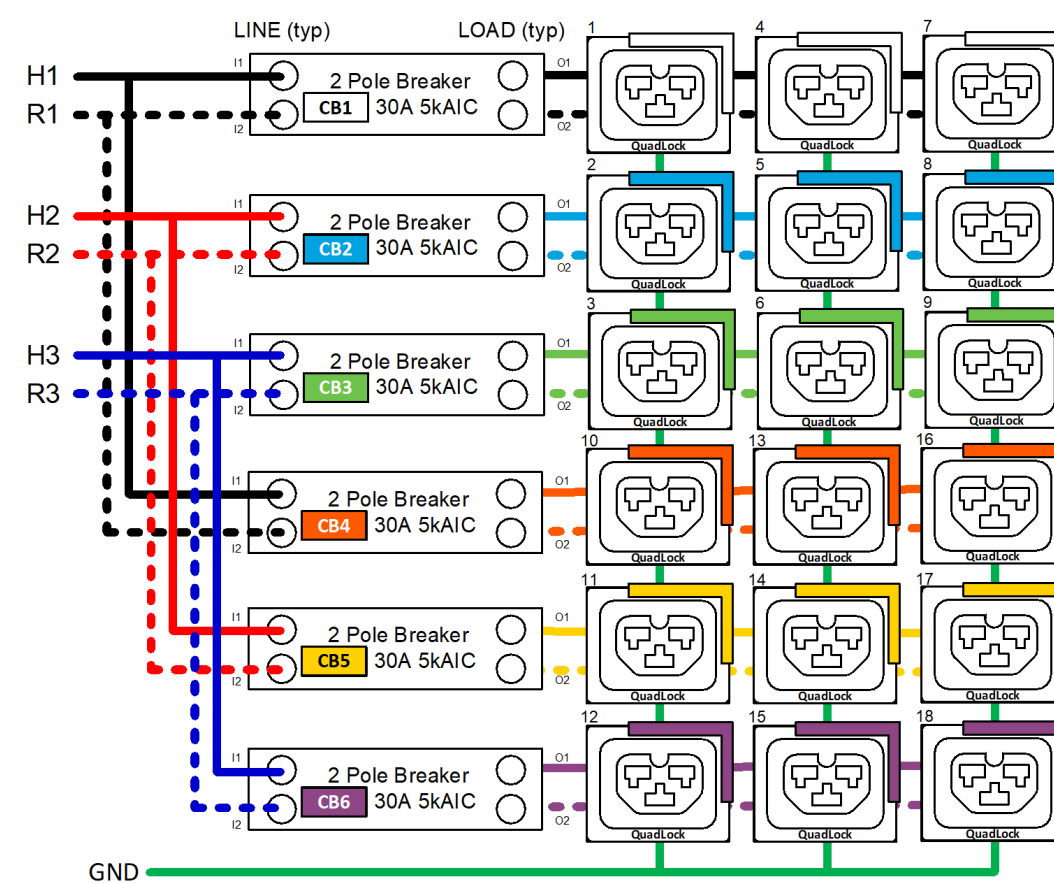 LINE (typ) LOAD (typ) 1 4 7
H1 I1 2 Pole Breaker O1
R1 I2 CB1 30A 5kAIC O2
QuadLock QuadLock QuadLock
2 5 8
H2 I1 2 Pole Breaker O1
R2 I2 CB2 30A 5kAIC O2
QuadLock QuadLock QuadLock
3 6 9
H3 I1 2 Pole Breaker O1
R3 I2 CB3 30A 5kAIC O2
QuadLock QuadLock QuadLock
10 13 16
I1 2 Pole Breaker O1
I2 CB4 30A 5kAIC O2
QuadLock QuadLock QuadLock
11 14 17
I1 2 Pole Breaker O1
I2 CB5 30A 5kAIC O2
QuadLock QuadLock QuadLock
12 15 18
I1 2 Pole Breaker O1
I2 CB6 30A 5kAIC O2
QuadLock QuadLock QuadLock
GND